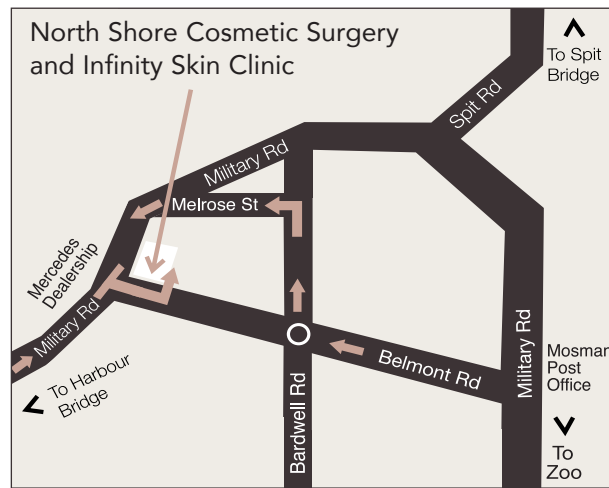 North Shore Cosmetic Surgery
and Infinity Skin Clinic
To Spit
Bridge
Spit Rd
Military Rd
Melrose St
Mercedes
Dealership
Military Rd
To Harbour
Bridge
Bardwell Rd
Belmont Rd
Military Rd
Mosman
Post
Office
To
Zoo